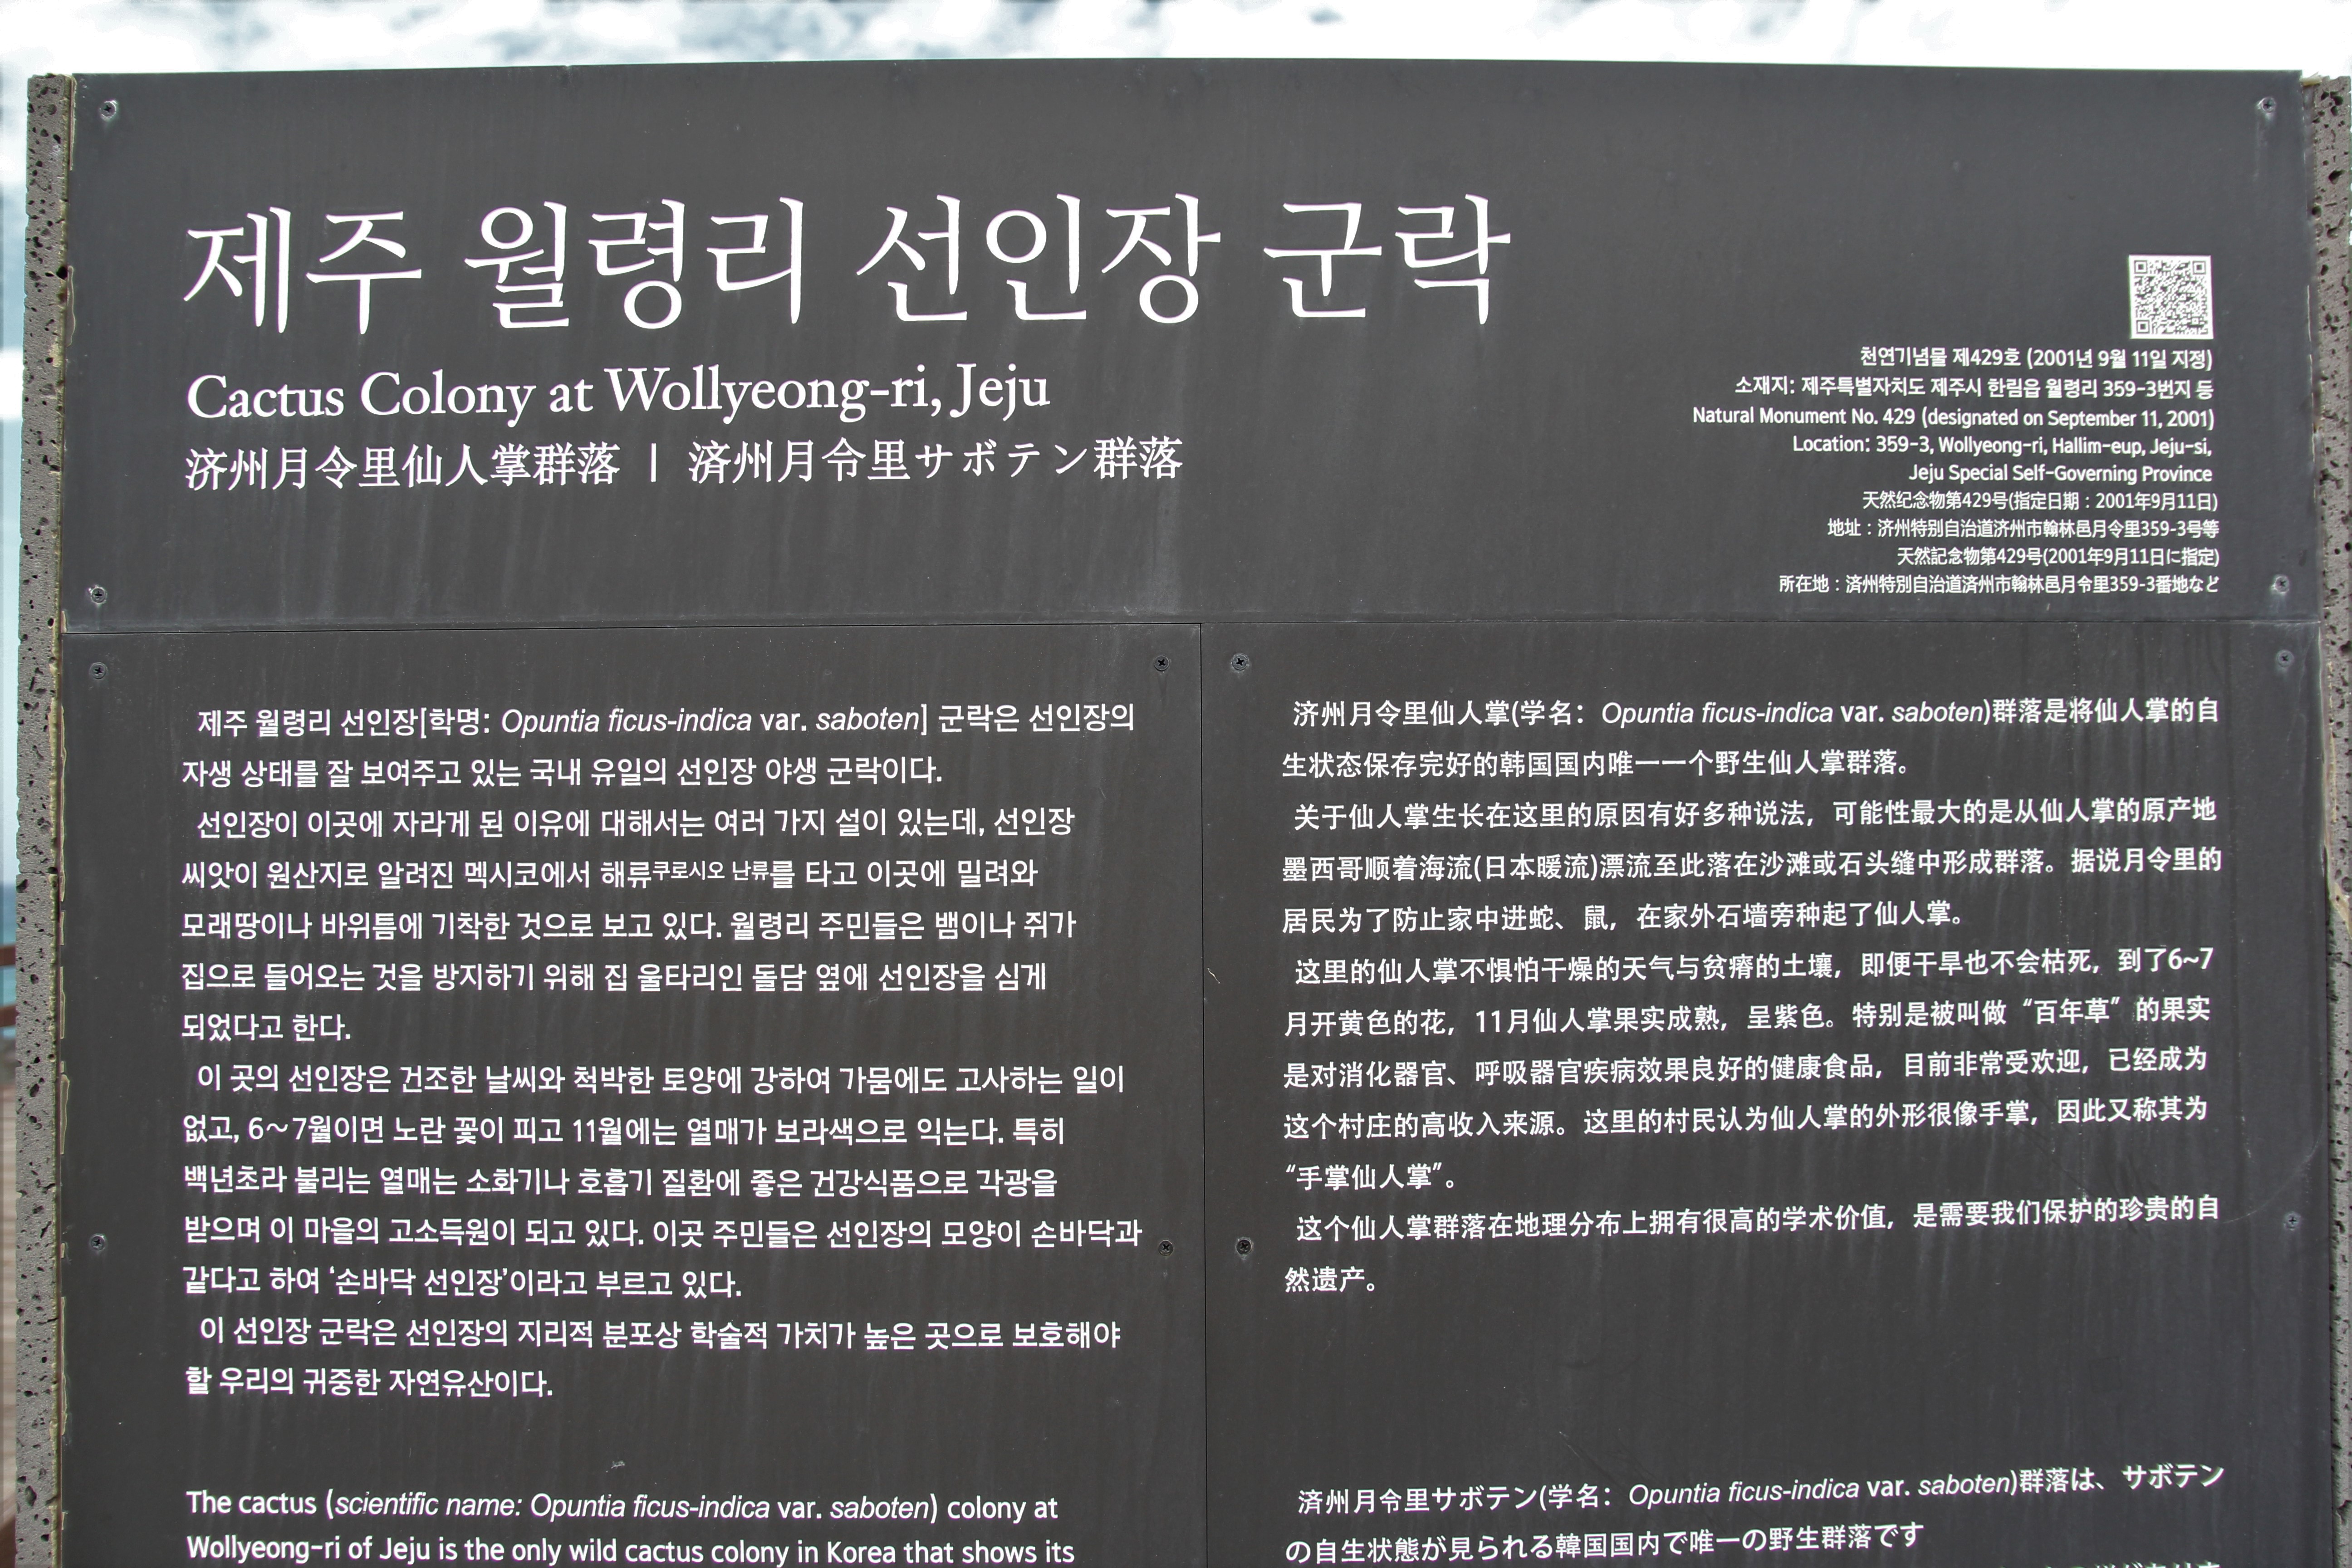 제주 월령리 선인장 군락
Cactus Colony at Wollyeong-ri, Jeju
済州月令里仙人掌群落 | 済州月令里サボテン群落
천연기념물 제429호 (2001년 9월 11일 지정)
소재지: 제주특별자치도 제주시 한림읍 월령리 359-3번지 등
Natural Monument No. 429 (designated on September 11, 2001)
Location: 359-3, Wollyeong-ri, Hallim-eup, Jeju-si,
Jeju Special Self-Governing Province
天然纪念物第429号(指定日期：2001年9月11日)
地址：济州特别自治道济州市翰林邑月令里359-3号等
天然記念物第429号(2001年9月11日に指定)
所在地：済州特別自治道済州市翰林邑月令里359-3番地など
제주 월령리 선인장[학명: Opuntia ficus-indica var. saboten] 군락은 선인장의
자생 상태를 잘 보여주고 있는 국내 유일의 선인장 야생 군락이다.
선인장이 이곳에 자라게 된 이유에 대해서는 여러 가지 설이 있는데, 선인장
씨앗이 원산지로 알려진 멕시코에서 해류쿠로시오 난류를 타고 이곳에 밀려와
모래땅이나 바위틈에 기착한 것으로 보고 있다. 월령리 주민들은 뱀이나 쥐가
집으로 들어오는 것을 방지하기 위해 집 울타리인 돌담 옆에 선인장을 심게
되었다고 한다.
이 곳의 선인장은 건조한 날씨와 척박한 토양에 강하여 가뭄에도 고사하는 일이
없고, 6～7월이면 노란 꽃이 피고 11월에는 열매가 보라색으로 익는다. 특히
백년초라 불리는 열매는 소화기나 호흡기 질환에 좋은 건강식품으로 각광을
받으며 이 마을의 고소득원이 되고 있다. 이곳 주민들은 선인장의 모양이 손바닥과
같다고 하여 ‘손바닥 선인장’이라고 부르고 있다.
이 선인장 군락은 선인장의 지리적 분포상 학술적 가치가 높은 곳으로 보호해야
할 우리의 귀중한 자연유산이다.
The cactus (scientific name: Opuntia ficus-indica var. saboten) colony at
Wollyeong-ri of Jeju is the only wild cactus colony in Korea that shows its
济州月令里仙人掌(学名：Opuntia ficus-indica var. saboten)群落是将仙人掌的自
生状态保存完好的韩国国内唯一一个野生仙人掌群落。
关于仙人掌生长在这里的原因有好多种说法，可能性最大的是从仙人掌的原产地
墨西哥顺着海流(日本暖流)漂流至此落在沙滩或石头缝中形成群落。据说月令里的
居民为了防止家中进蛇、鼠，在家外石墙旁种起了仙人掌。
这里的仙人掌不惧怕干燥的天气与贫瘠的土壤，即便干旱也不会枯死，到了6~7
月开黄色的花，11月仙人掌果实成熟，呈紫色。特别是被叫做“百年草”的果实
是对消化器官、呼吸器官疾病效果良好的健康食品，目前非常受欢迎，已经成为
这个村庄的高收入来源。这里的村民认为仙人掌的外形很像手掌，因此又称其为
“手掌仙人掌”。
这个仙人掌群落在地理分布上拥有很高的学术价值，是需要我们保护的珍贵的自
然遗产。
済州月令里サボテン(学名：Opuntia ficus-indica var. saboten)群落は、サボテン
の自生状態が見られる韓国国内で唯一の野生群落です